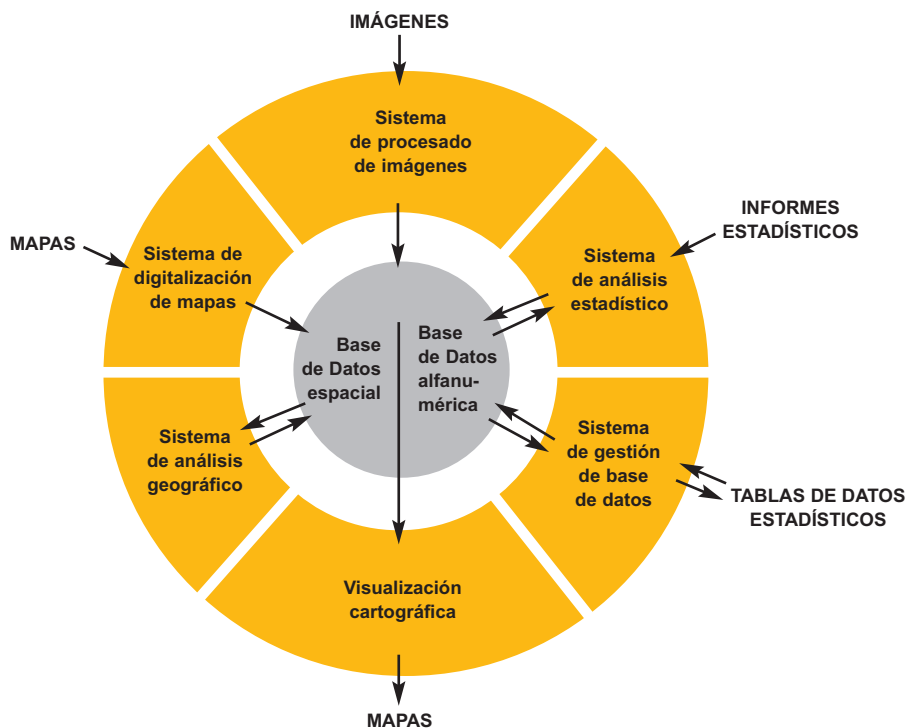 IMÁGENES
Sistema
de procesado
de imágenes
INFORMES
ESTADÍSTICOS
MAPAS
Sistema de
digitalización
de mapas
Sistema
de análisis
estadístico
Base
de Datos
espacial
Base
de Datos
alfanu-
mérica
Sistema
de análisis
geográfico
Sistema
de gestión
de base
de datos
TABLAS DE DATOS
ESTADÍSTICOS
Visualización
cartográfica
MAPAS